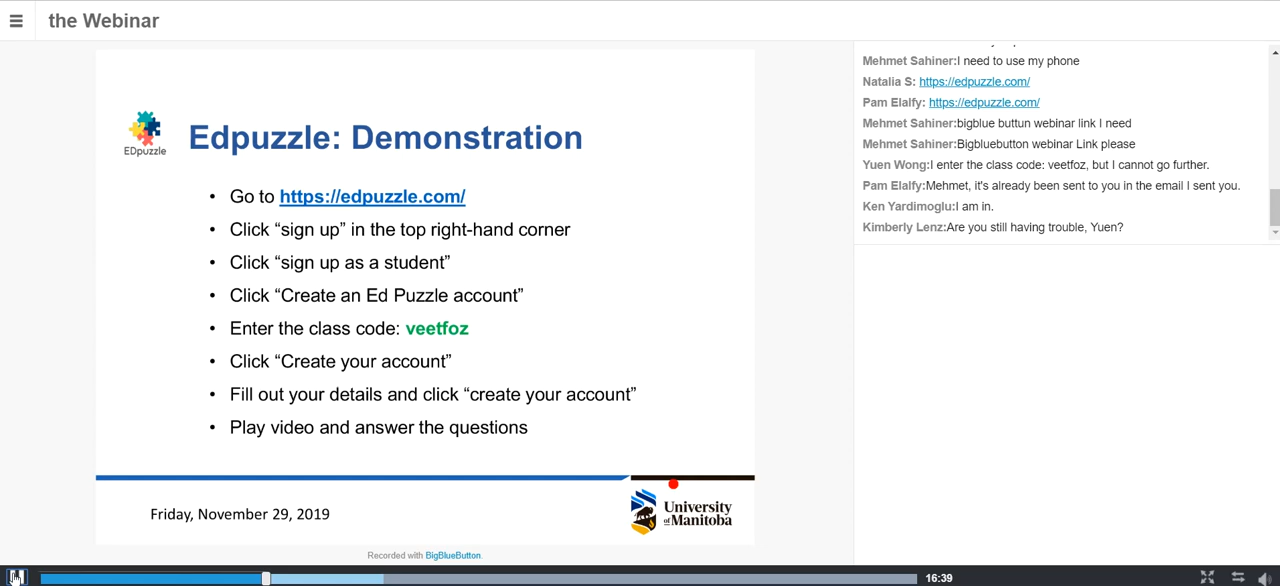 the Webinar
EDpuzzle
Edpuzzle: Demonstration
• Go to https://edpuzzle.com/
• Click “sign up” in the top right-hand corner
• Click “sign up as a student”
• Click “Create an Ed Puzzle account”
• Enter the class code: veetfoz
• Click “Create your account”
• Fill out your details and click “create your account”
• Play video and answer the questions
Friday, November 29, 2019
University
of Manitoba
Recorded with BigBlueButton.
Mehmet Sahiner:I need to use my phone
Natalia S: https://edpuzzle.com/
Pam Elalfy: https://edpuzzle.com/
Mehmet Sahiner:bigblue buttun webinar link I need
Mehmet Sahiner:Bigbluebutton webinar Link please
Yuen Wong:I enter the class code: veetfoz, but I cannot go further.
Pam Elalfy:Mehmet, it's already been sent to you in the email I sent you.
Ken Yardimoglu:I am in.
Kimberly Lenz:Are you still having trouble, Yuen?
16:39